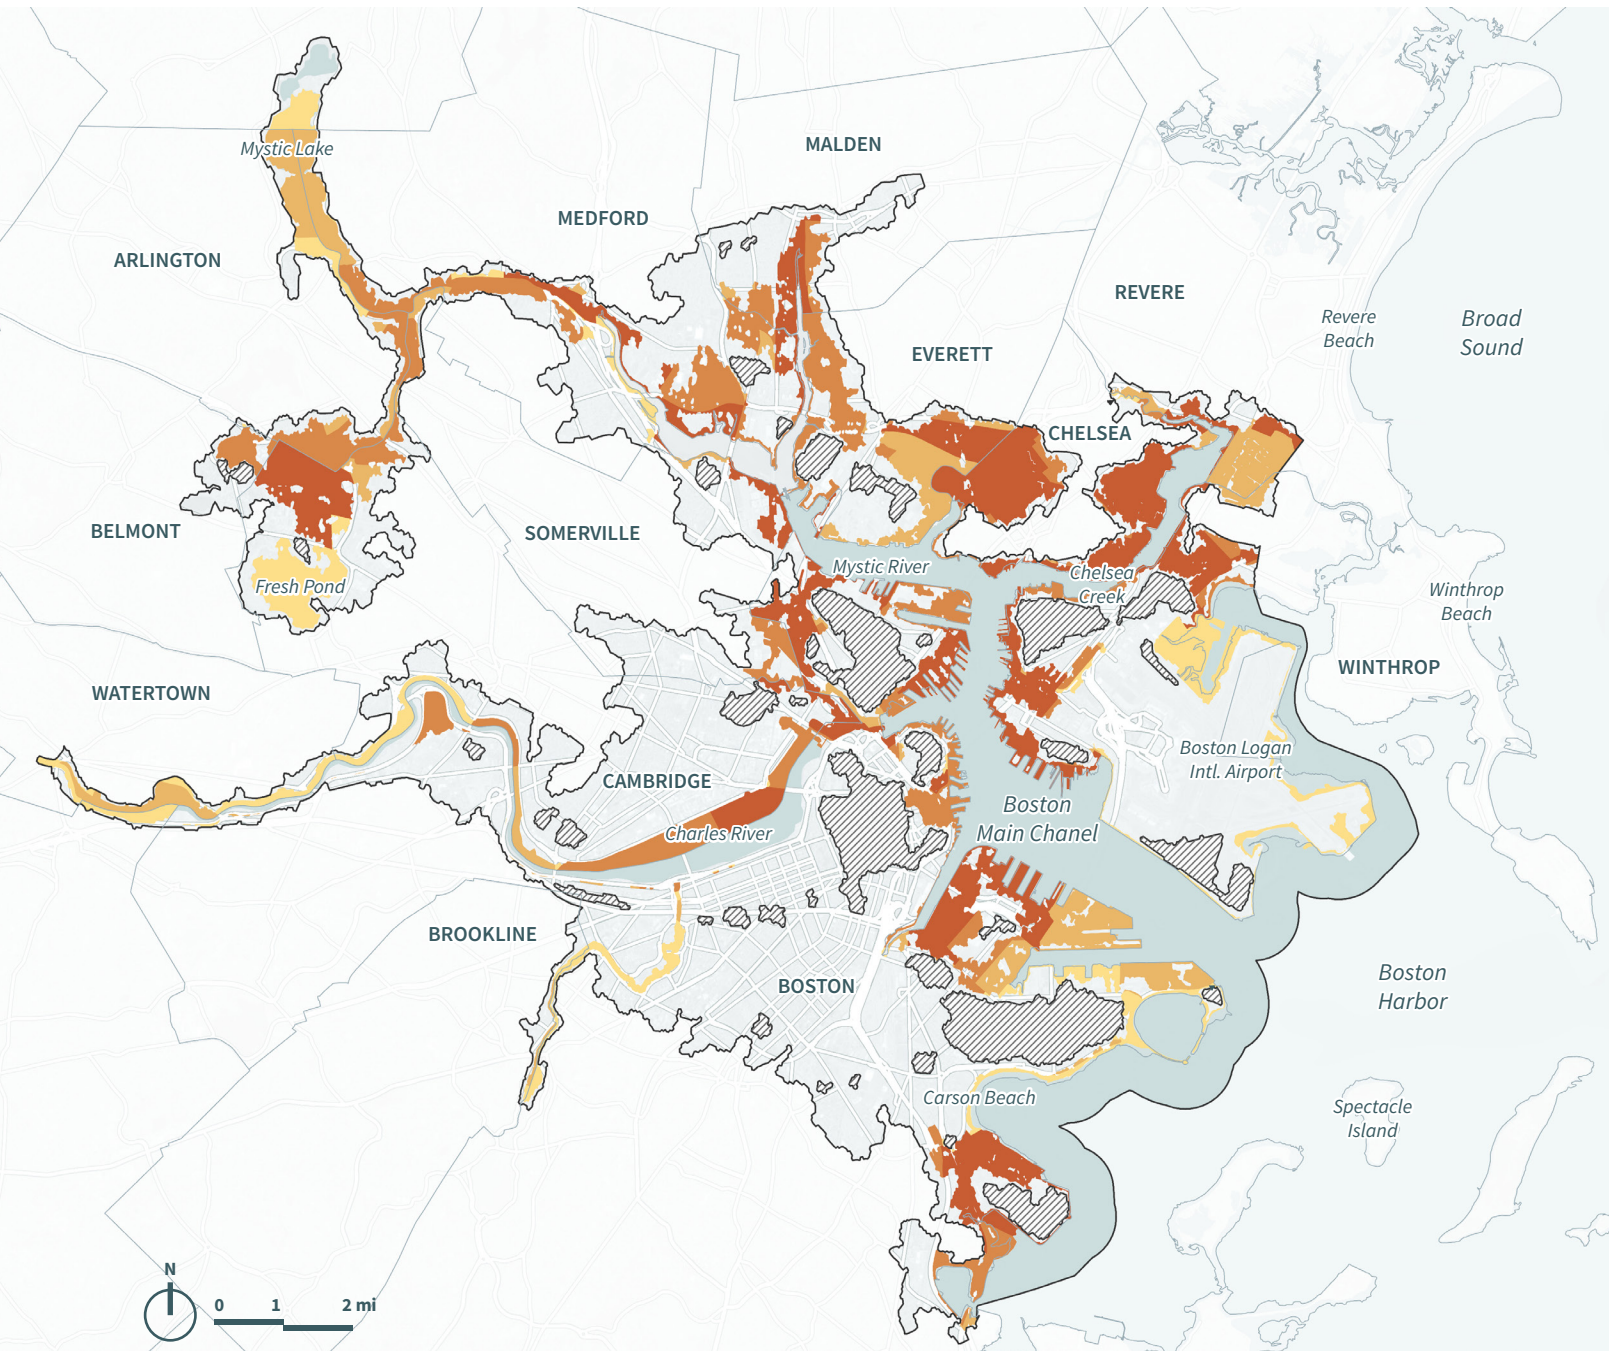 MALDEN
Mystic Lake
MEDFORD
ARLINGTON
REVERE
Revere
Beach
Broad
Sound
EVERETT
CHELSEA
BELMONT
SOMERVILLE
Mystic River
Chelsea
Creek
Fresh Pond
Winthrop
Beach
WINTHROP
WATERTOWN
Boston Logan
Intl. Airport
CAMBRIDGE
Charles River
Boston
Main Chanel
BROOKLINE
BOSTON
Boston
Harbor
Carson Beach
Spectacle
Island
N
0 1 2 mi